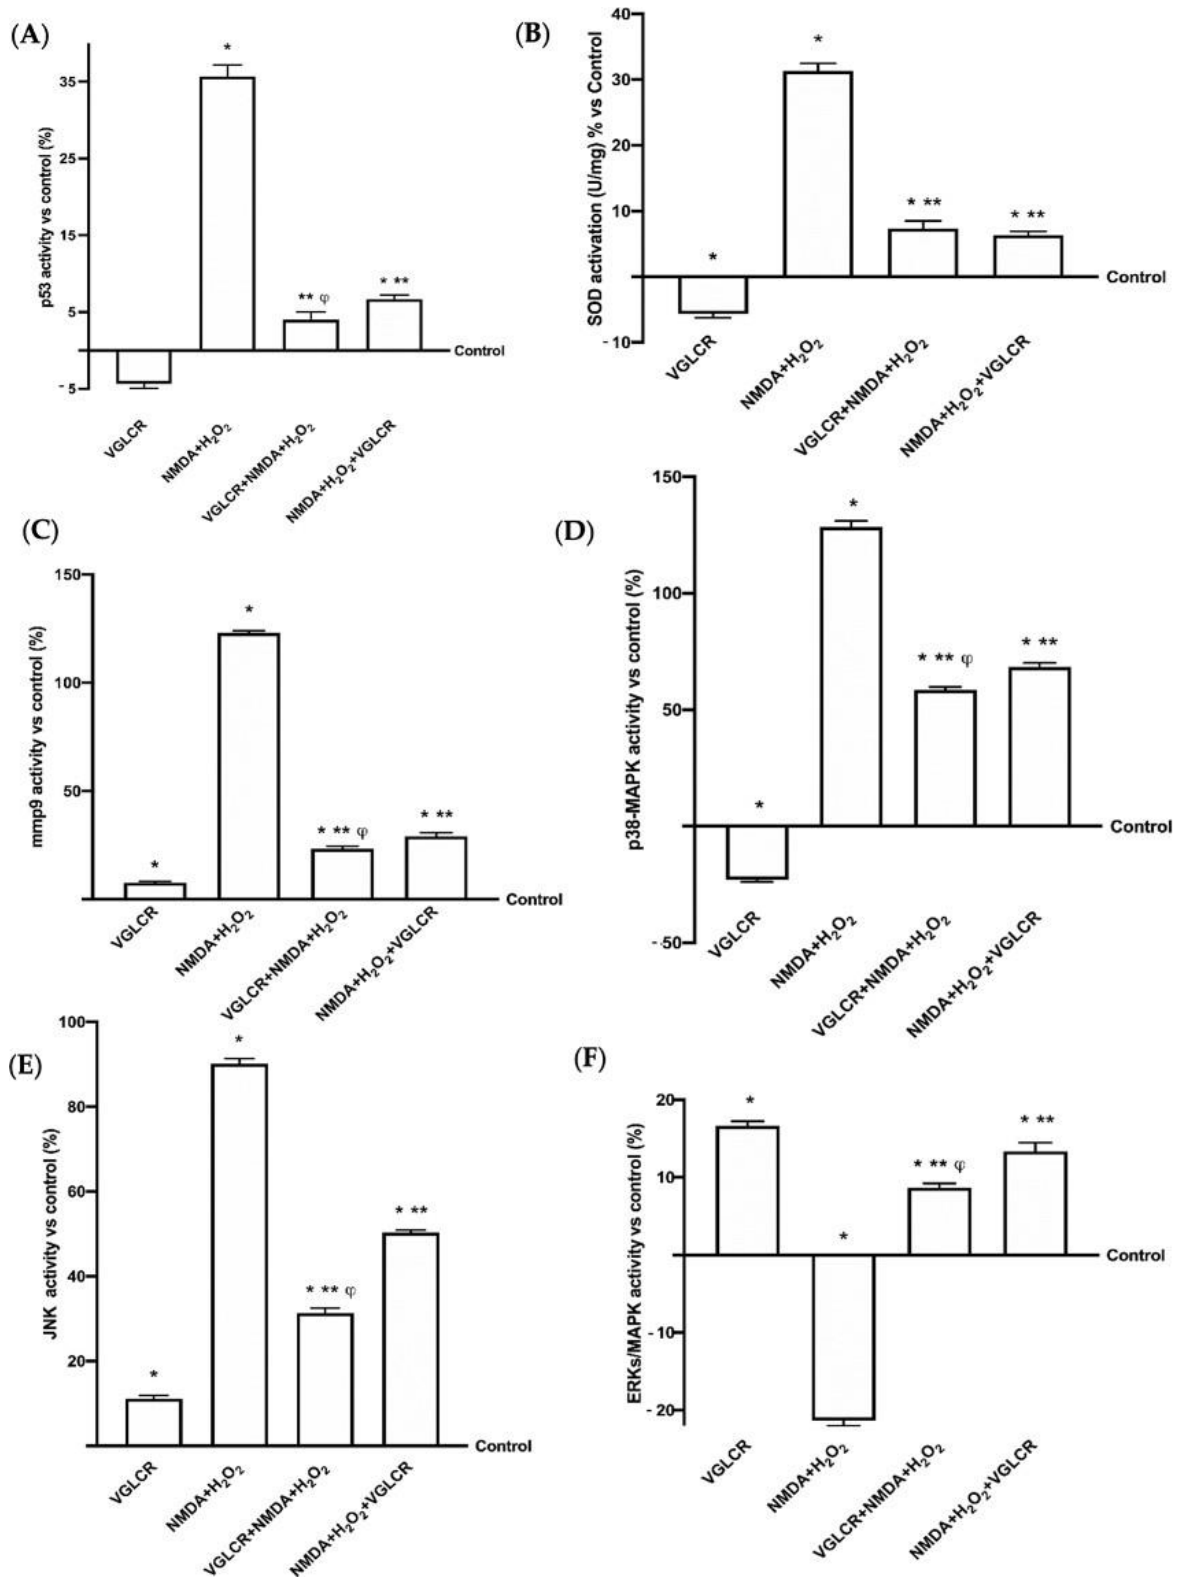 (A)
p53 activity vs control (%)
35
25
15
5
- 5
*
** φ
* **
Control
VGLCR
NMDA+H₂O₂
VGLCR+NMDA+H₂O₂
NMDA+H₂O₂+VGLCR
(B)
SOD activation (U/mg) % vs Control
40
30
20
10
- 10
*
*
* **
* **
Control
VGLCR
NMDA+H₂O₂
VGLCR+NMDA+H₂O₂
NMDA+H₂O₂+VGLCR
(C)
mmp9 activity vs control (%)
150
100
50
*
*
* ** φ
* **
Control
VGLCR
NMDA+H₂O₂
VGLCR+NMDA+H₂O₂
NMDA+H₂O₂+VGLCR
(D)
p38-MAPK activity vs control (%)
150
100
50
- 50
*
*
* ** φ
* **
Control
VGLCR
NMDA+H₂O₂
VGLCR+NMDA+H₂O₂
NMDA+H₂O₂+VGLCR
(E)
JNK activity vs control (%)
100
80
60
40
20
*
*
* ** φ
* **
Control
VGLCR
NMDA+H₂O₂
VGLCR+NMDA+H₂O₂
NMDA+H₂O₂+VGLCR
(F)
ERKs/MAPK activity vs control (%)
20
10
- 10
- 20
*
*
* ** φ
* **
Control
VGLCR
NMDA+H₂O₂
VGLCR+NMDA+H₂O₂
NMDA+H₂O₂+VGLCR